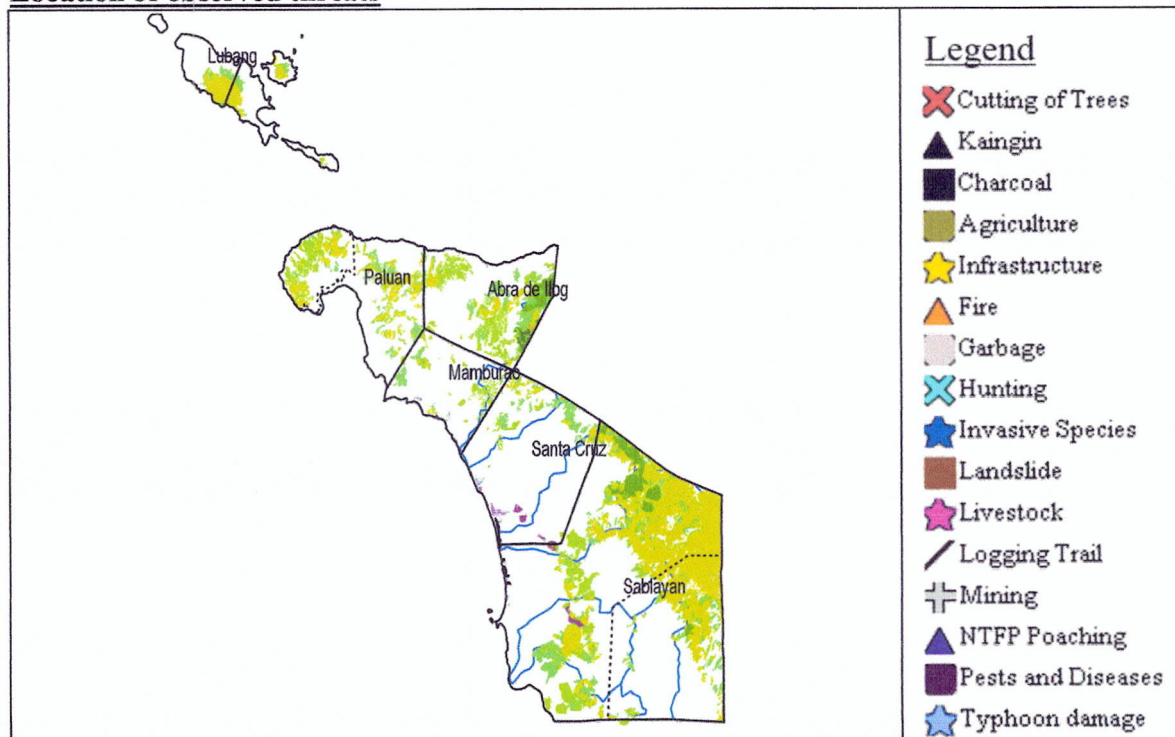 Lubang
Paluan
Abra de Ilog
Mamburao
Santa Cruz
Sablayan
Legend
Cutting of Trees
Kaingin
Charcoal
Agriculture
Infrastructure
Fire
Garbage
Hunting
Invasive Species
Landslide
Livestock
Logging Trail
Mining
NTFP Poaching
Pests and Diseases
Typhoon damage